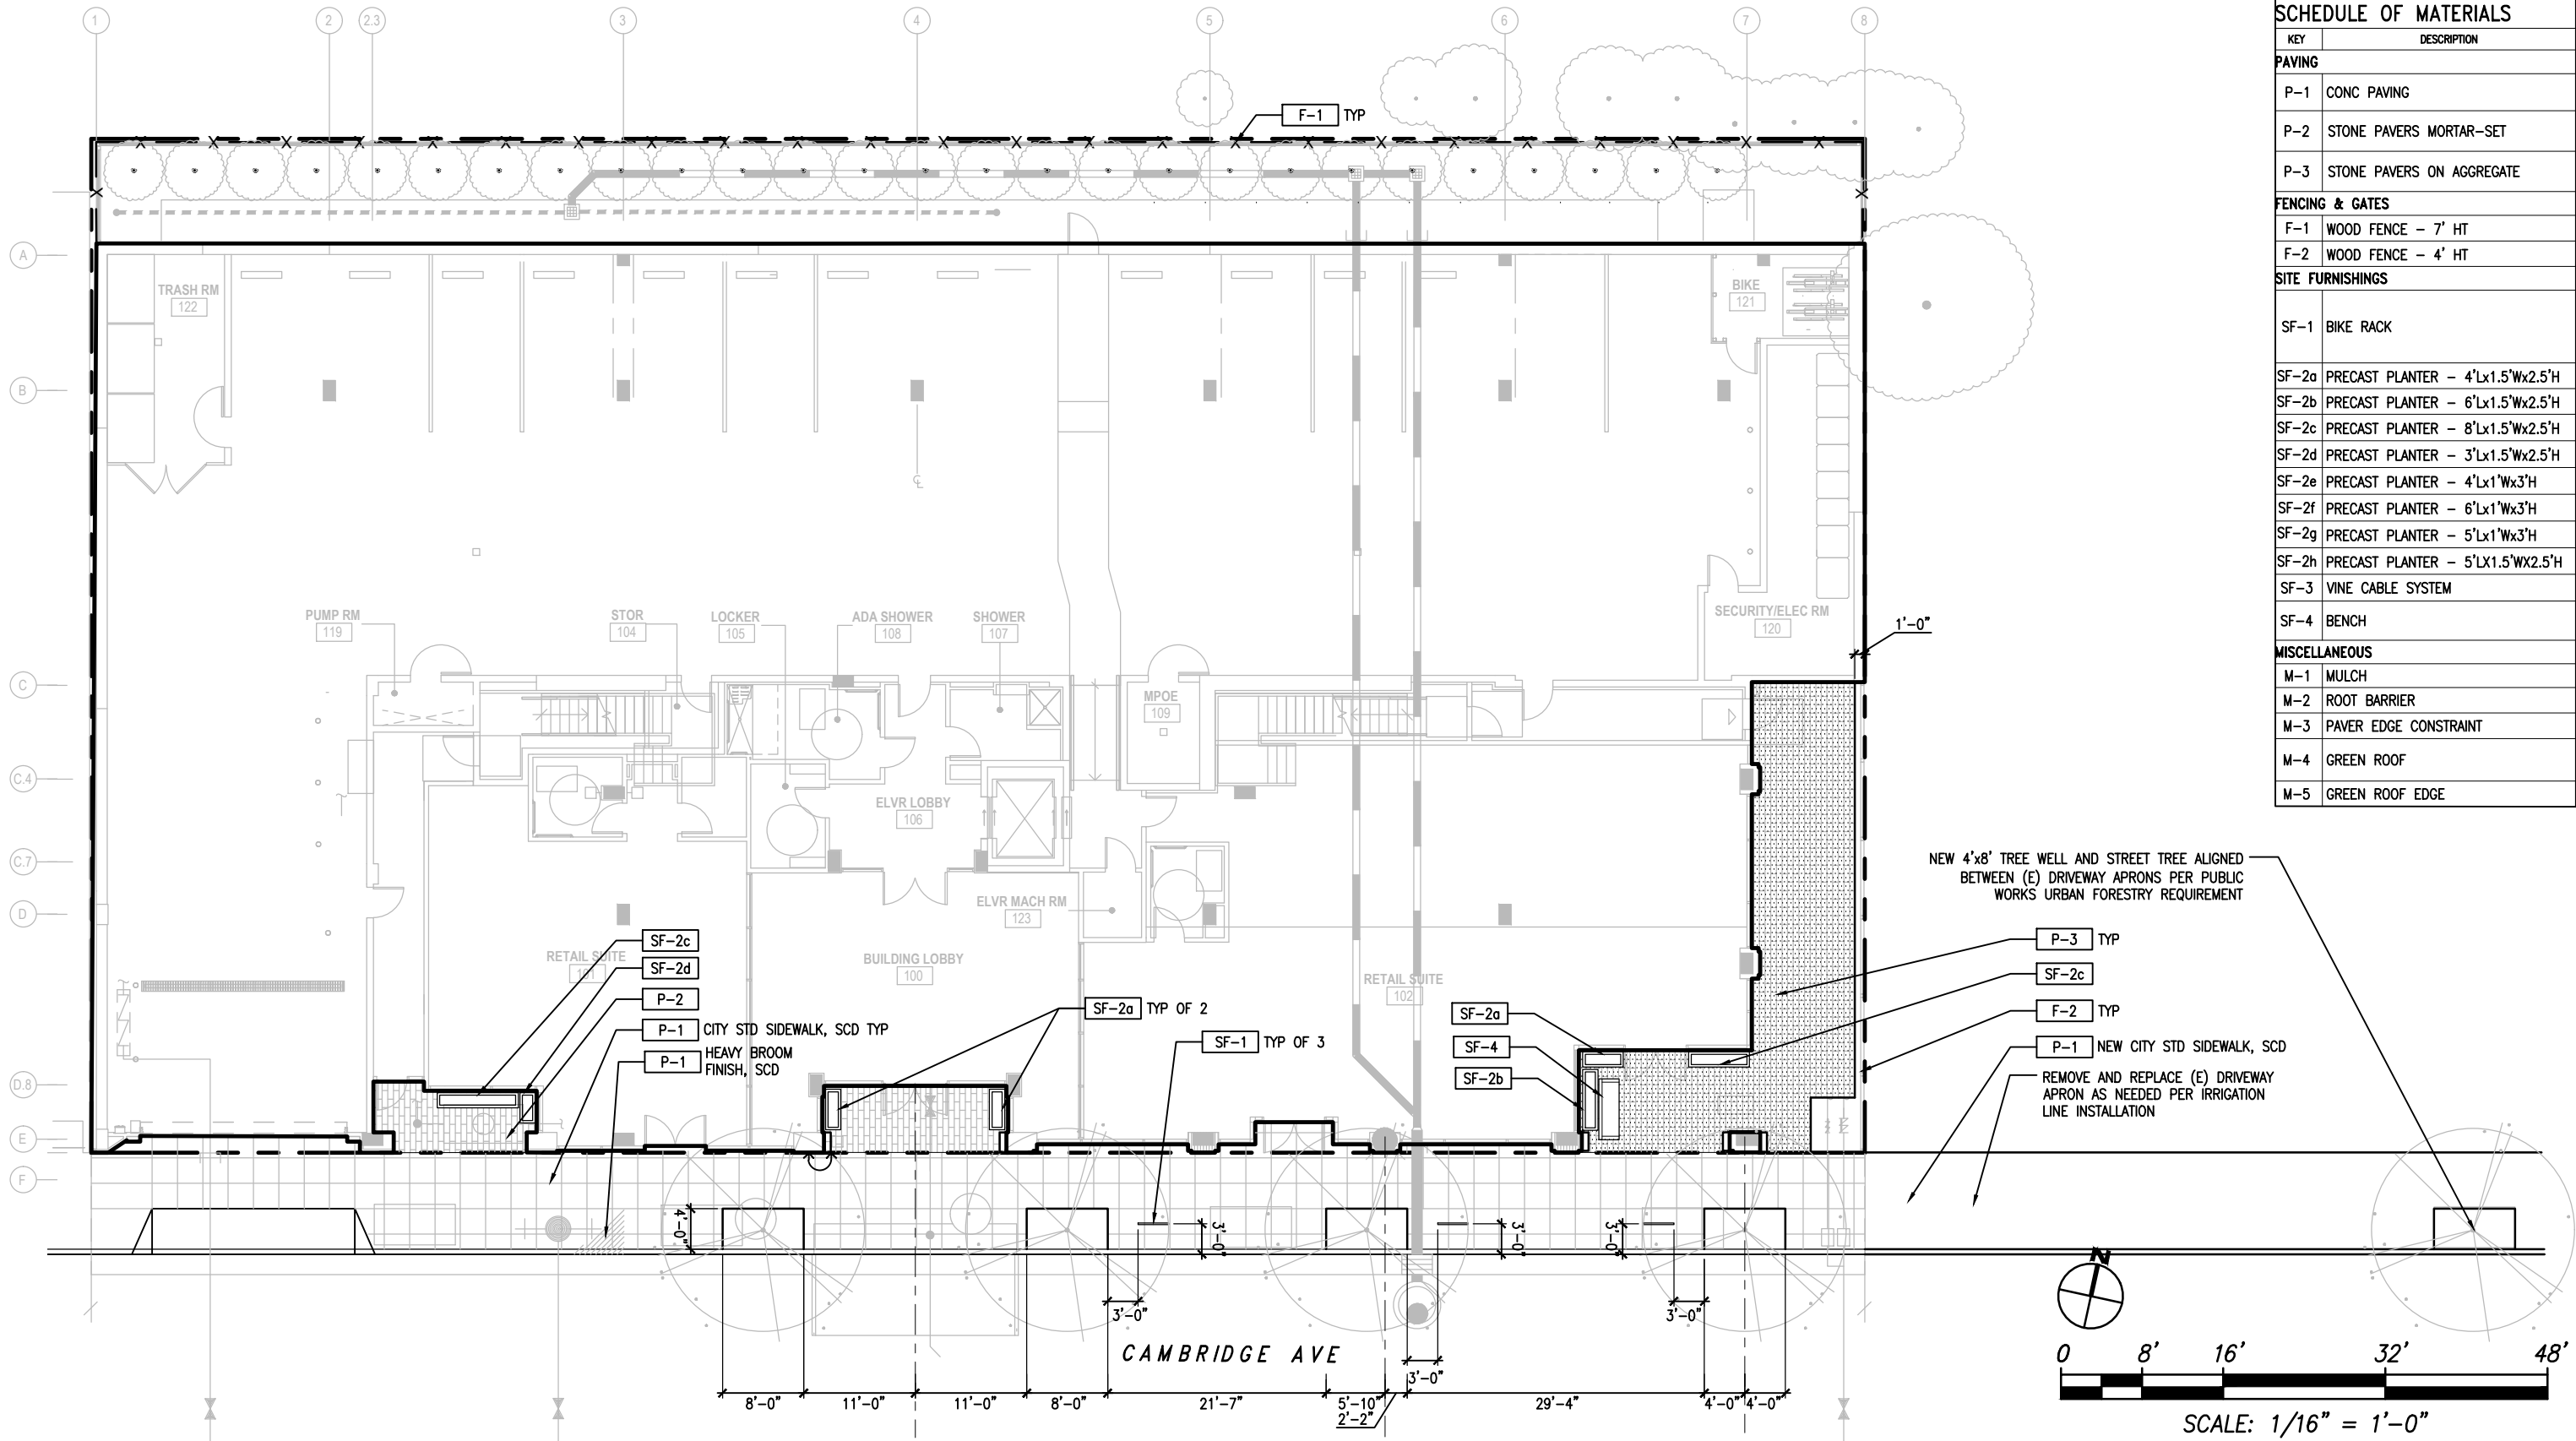 1 2 2.3 3 4 5 6 7 8
SCHEDULE OF MATERIALS
KEY DESCRIPTION
PAVING
P-1 CONC PAVING
P-2 STONE PAVERS MORTAR-SET
P-3 STONE PAVERS ON AGGREGATE
FENCING & GATES
F-1 WOOD FENCE - 7' HT
F-2 WOOD FENCE - 4' HT
SITE FURNISHINGS
SF-1 BIKE RACK
SF-2a PRECAST PLANTER - 4'Lx1.5'Wx2.5'H
SF-2b PRECAST PLANTER - 6'Lx1.5'Wx2.5'H
SF-2c PRECAST PLANTER - 8'Lx1.5'Wx2.5'H
SF-2d PRECAST PLANTER - 3'Lx1.5'Wx2.5'H
SF-2e PRECAST PLANTER - 4'Lx1'Wx3'H
SF-2f PRECAST PLANTER - 6'Lx1'Wx3'H
SF-2g PRECAST PLANTER - 5'Lx1'Wx3'H
SF-2h PRECAST PLANTER - 5'LX1.5'WX2.5'H
SF-3 VINE CABLE SYSTEM
SF-4 BENCH
MISCELLANEOUS
M-1 MULCH
M-2 ROOT BARRIER
M-3 PAVER EDGE CONSTRAINT
M-4 GREEN ROOF
M-5 GREEN ROOF EDGE
F-1 TYP
A
B
C
C.4
C.7
D
D.8
E
F
TRASH RM
122
BIKE
121
PUMP RM
119
STOR
104
LOCKER
105
ADA SHOWER
108
SHOWER
107
SECURITY/ELEC RM
120
1'-0"
MPOE
109
ELVR LOBBY
106
ELVR MACH RM
123
RETAIL SUITE
BUILDING LOBBY
100
RETAIL SUITE
102
SF-2c
SF-2d
P-2
P-1 CITY STD SIDEWALK, SCD TYP
P-1 HEAVY BROOM
FINISH, SCD
SF-2a TYP OF 2
SF-1 TYP OF 3
SF-2a
SF-4
SF-2b
NEW 4'x8' TREE WELL AND STREET TREE ALIGNED
BETWEEN (E) DRIVEWAY APRONS PER PUBLIC
WORKS URBAN FORESTRY REQUIREMENT
P-3 TYP
SF-2c
F-2 TYP
P-1 NEW CITY STD SIDEWALK, SCD
REMOVE AND REPLACE (E) DRIVEWAY
APRON AS NEEDED PER IRRIGATION
LINE INSTALLATION
4'-0" 3'-0" 3'-0" 3'-0"
3'-0" 3'-0"
CAMBRIDGE AVE
3'-0"
8'-0" 11'-0" 11'-0" 8'-0" 21'-7" 5'-10" 29'-4" 4'-0" 4'-0"
2'-2"
N
0 8' 16' 32' 48'
SCALE: 1/16" = 1'-0"